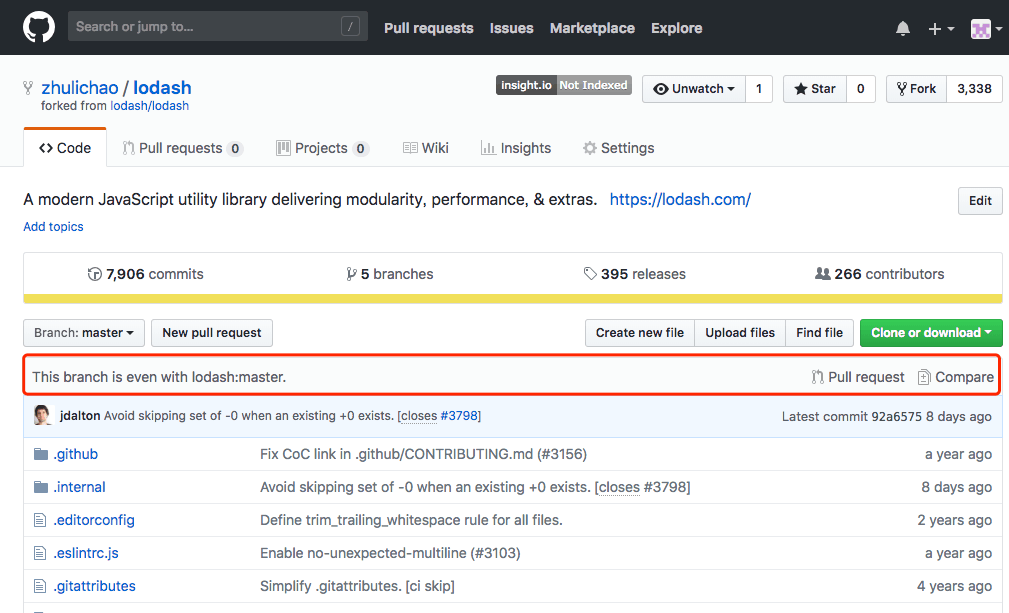 Search or jump to... / Pull requests Issues Marketplace Explore
zhulichao / lodash insight.io Not Indexed Unwatch 1 Star 0 Fork 3,338
forked from lodash/lodash
Code Pull requests 0 Projects 0 Wiki Insights Settings
A modern JavaScript utility library delivering modularity, performance, & extras. https://lodash.com/ Edit
Add topics
7,906 commits 5 branches 395 releases 266 contributors
Branch: master New pull request Create new file Upload files Find file Clone or download
This branch is even with lodash:master. Pull request Compare
jdalton Avoid skipping set of -0 when an existing +0 exists. [closes #3798] Latest commit 92a6575 8 days ago
.github Fix CoC link in .github/CONTRIBUTING.md (#3156) a year ago
.internal Avoid skipping set of -0 when an existing +0 exists. [closes #3798] 8 days ago
.editorconfig Define trim_trailing_whitespace rule for all files. 2 years ago
.eslintrc.js Enable no-unexpected-multiline (#3103) a year ago
.gitattributes Simplify .gitattributes. [ci skip] 4 years ago